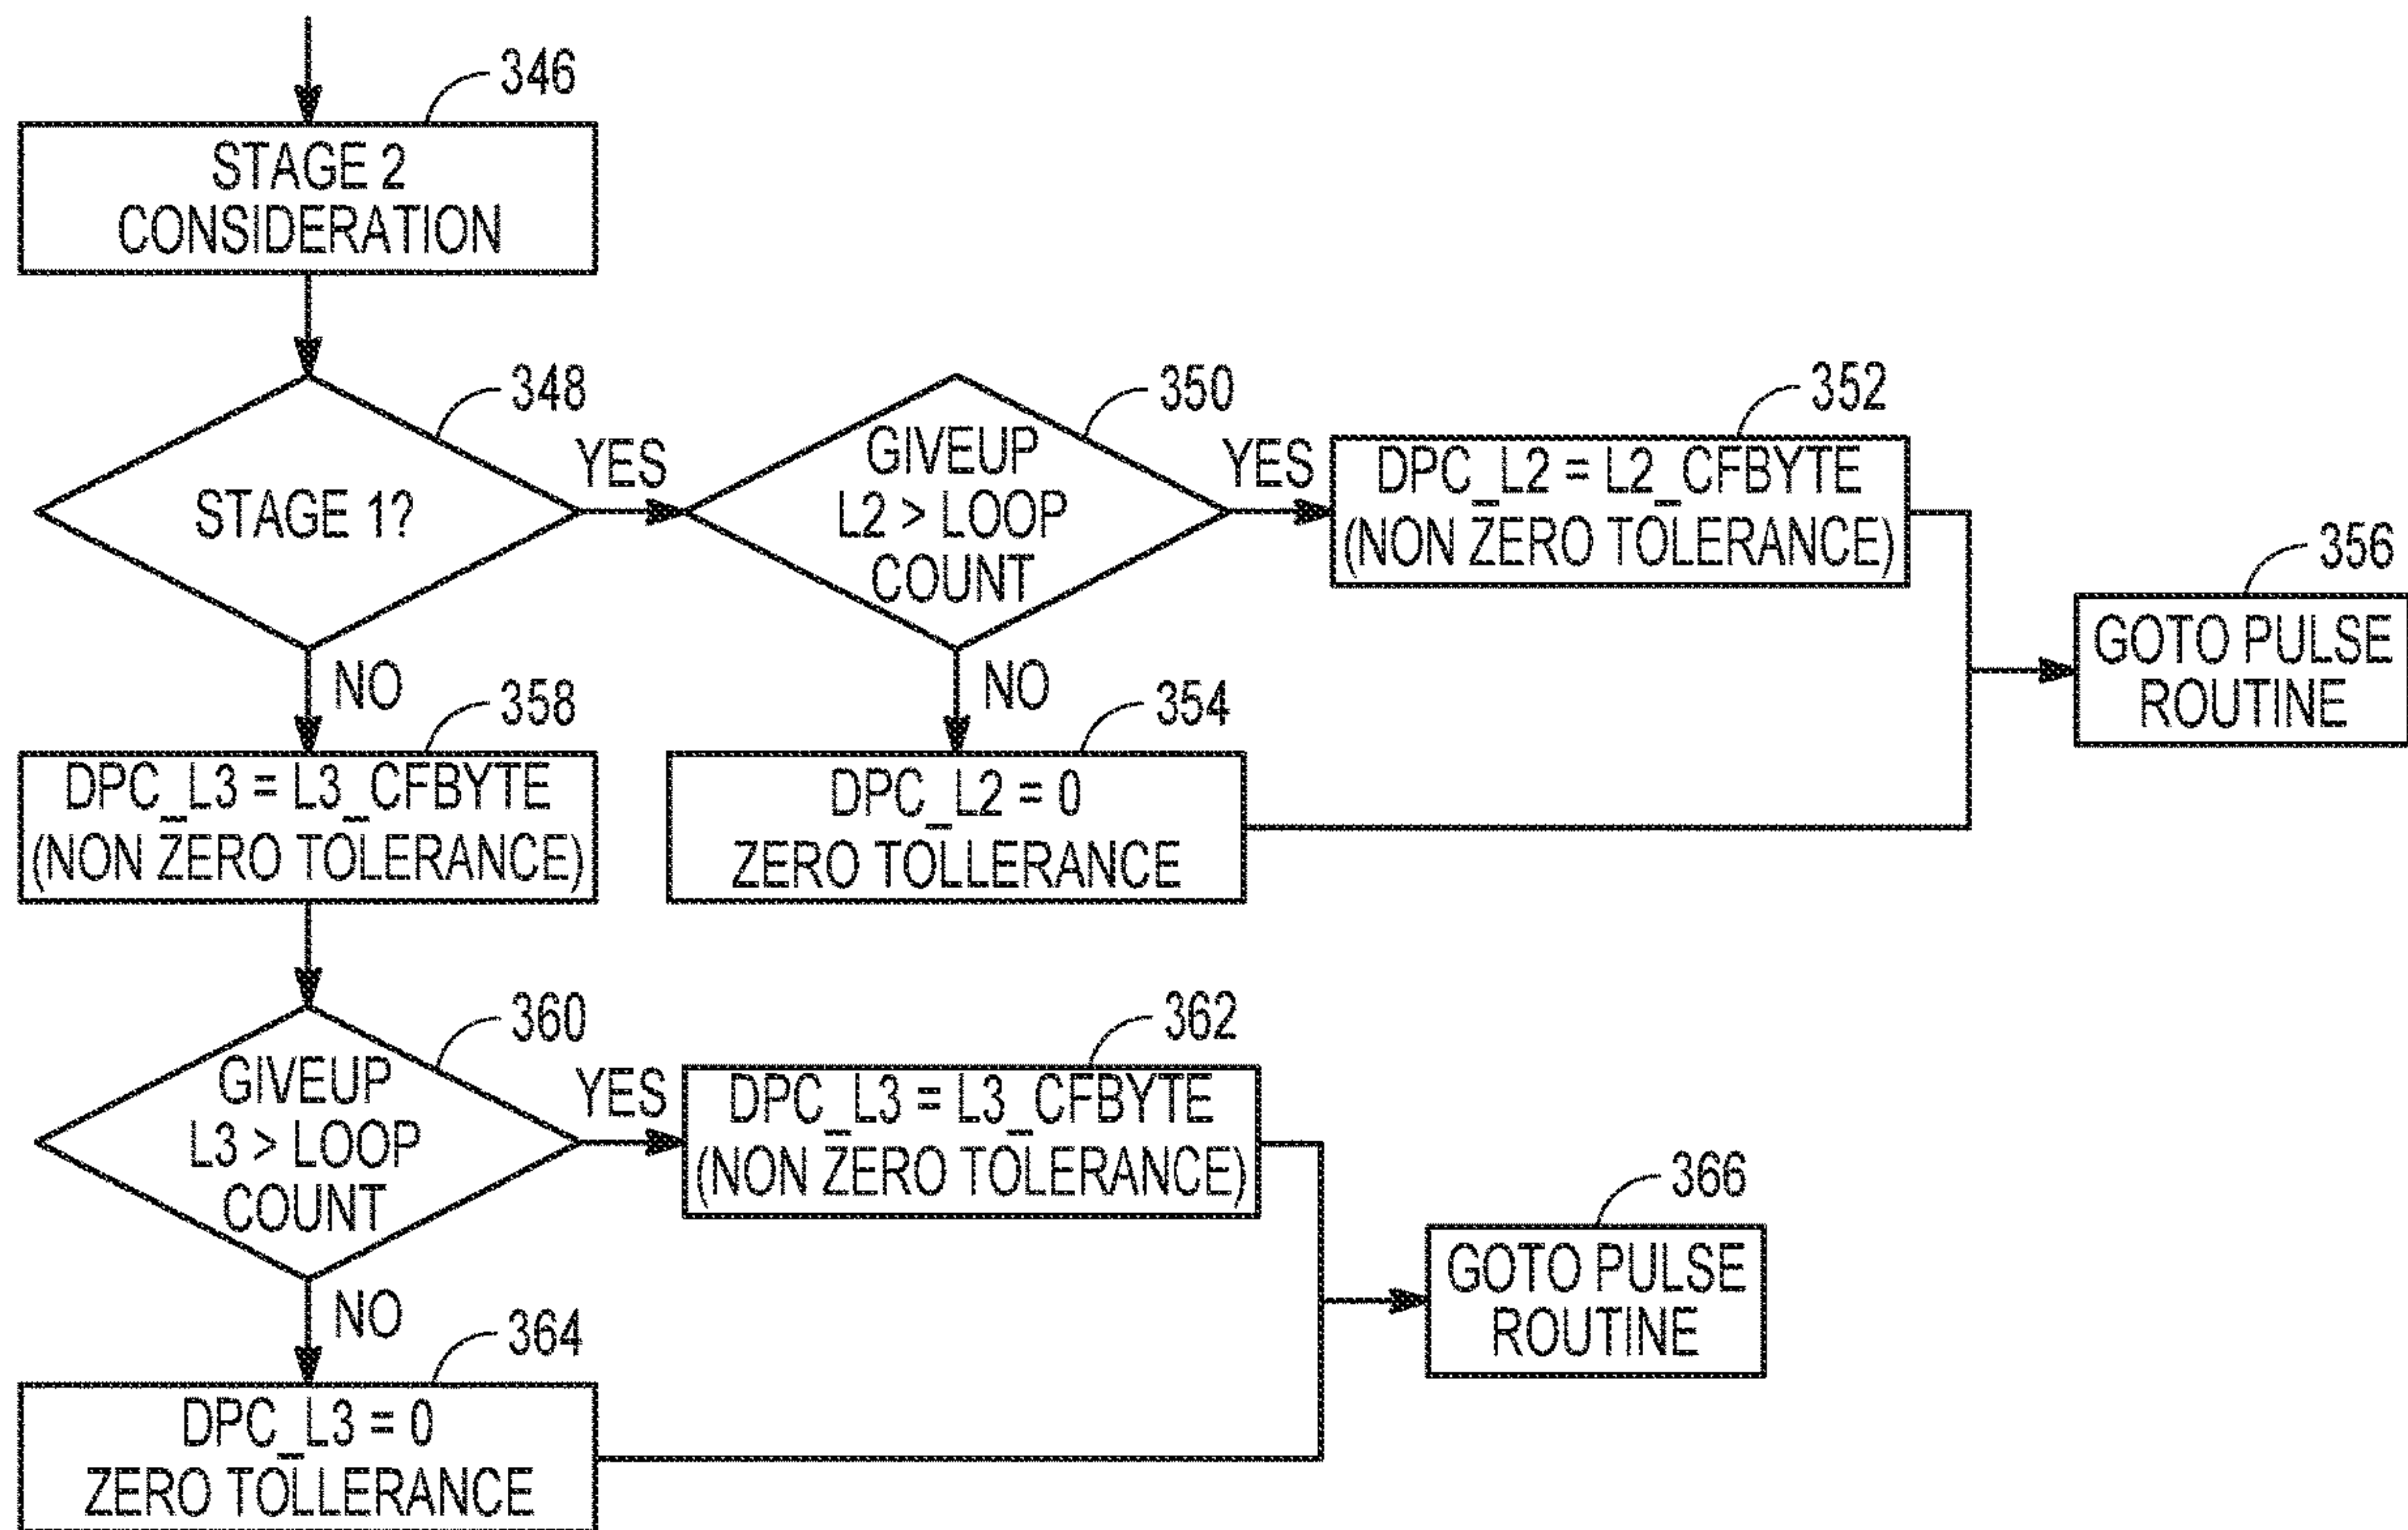 346
STAGE 2
CONSIDERATION
348
STAGE 1?
YES
350
GIVEUP
L2 > LOOP
COUNT
YES
352
DPC_L2 = L2_CFBYTE
(NON ZERO TOLERANCE)
356
GOTO PULSE
ROUTINE
NO
354
DPC_L2 = 0
ZERO TOLLERANCE
NO
358
DPC_L3 = L3_CFBYTE
(NON ZERO TOLERANCE)
360
GIVEUP
L3 > LOOP
COUNT
YES
362
DPC_L3 = L3_CFBYTE
(NON ZERO TOLERANCE)
366
GOTO PULSE
ROUTINE
NO
364
DPC_L3 = 0
ZERO TOLLERANCE